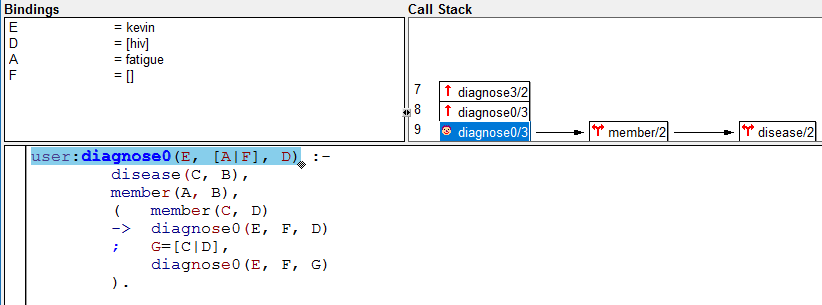 Bindings
E = kevin
D = [hiv]
A = fatigue
F = []
Call Stack
7 diagnose3/2
8 diagnose0/3
9 diagnose0/3 member/2 disease/2
user:diagnose0(E, [A|F], D) :-
disease(C, B),
member(A, B),
( member(C, D)
-> diagnose0(E, F, D)
; G=[C|D],
diagnose0(E, F, G)
).